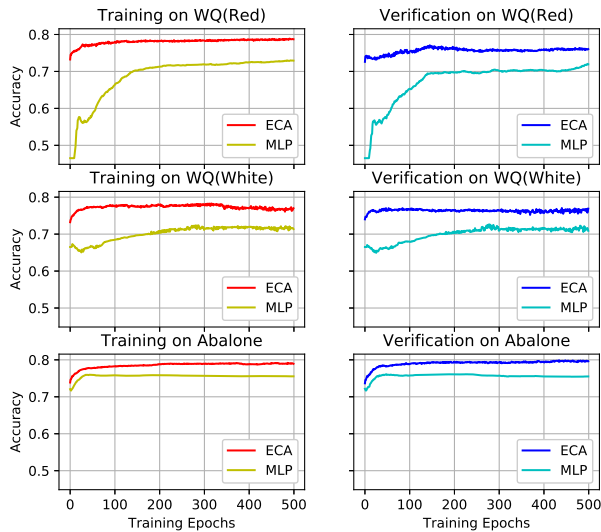 Training on WQ(Red)
Verification on WQ(Red)
0.8
0.7
0.6
0.5
Accuracy
ECA
MLP
ECA
MLP
Training on WQ(White)
Verification on WQ(White)
0.8
0.7
0.6
0.5
Accuracy
ECA
MLP
ECA
MLP
Training on Abalone
Verification on Abalone
0.8
0.7
0.6
0.5
Accuracy
ECA
MLP
ECA
MLP
0 100 200 300 400 500
0 100 200 300 400 500
Training Epochs
Training Epochs